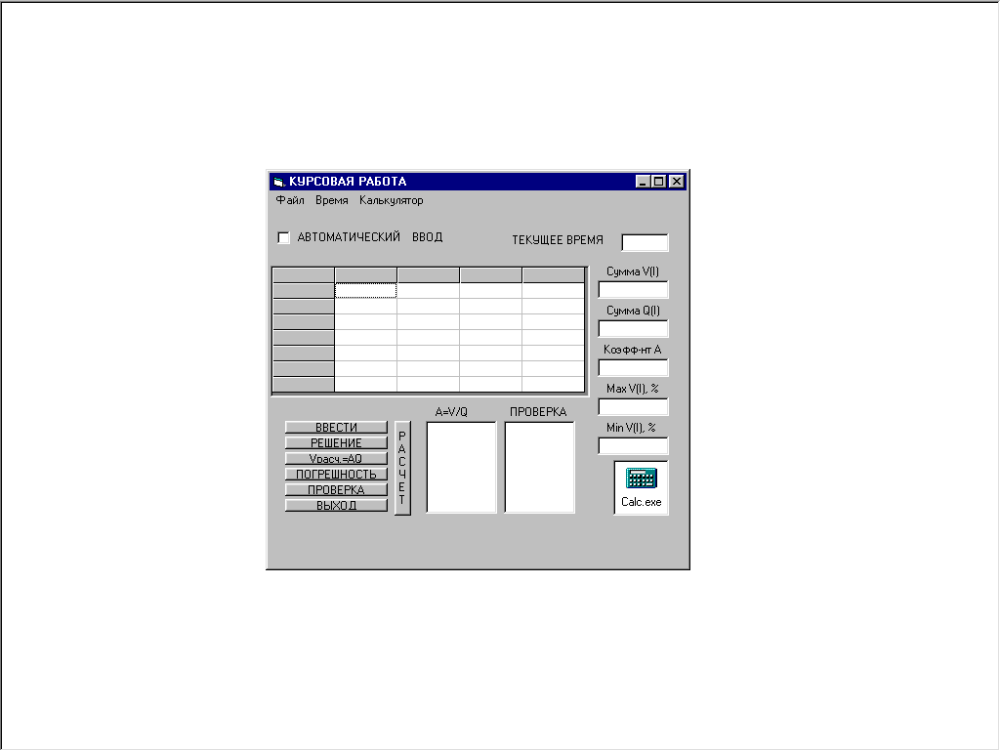 КУРСОВАЯ РАБОТА
Файл Время Калькулятор
АВТОМАТИЧЕСКИЙ ВВОД
ТЕКУЩЕЕ ВРЕМЯ
Сумма V(I)
Сумма Q(I)
Коэфф-нт А
Max V(I), %
Min V(I), %
A=V/Q
ПРОВЕРКА
ВВЕСТИ
РЕШЕНИЕ
Vрасч.=AQ
ПОГРЕШНОСТЬ
ПРОВЕРКА
ВЫХОД
РАСЧЕТ
Calc.exe